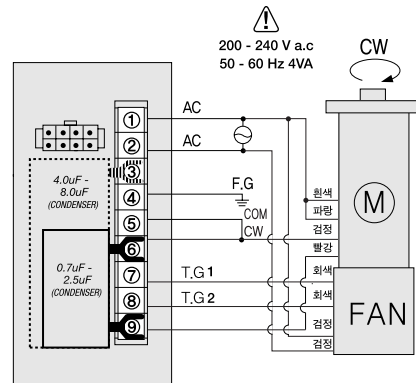 200 - 240 V a.c
50 - 60 Hz 4VA
CW
AC
①
AC
②
③
4.0uF -
8.0uF
(CONDENSER)
F.G
④
COM
⑤
CW
⑥
0.7uF -
2.5uF
(CONDENSER)
T.G 1
⑦
T.G 2
⑧
⑨
흰색
파랑
검정
빨강
회색
회색
검정
검정
M
FAN